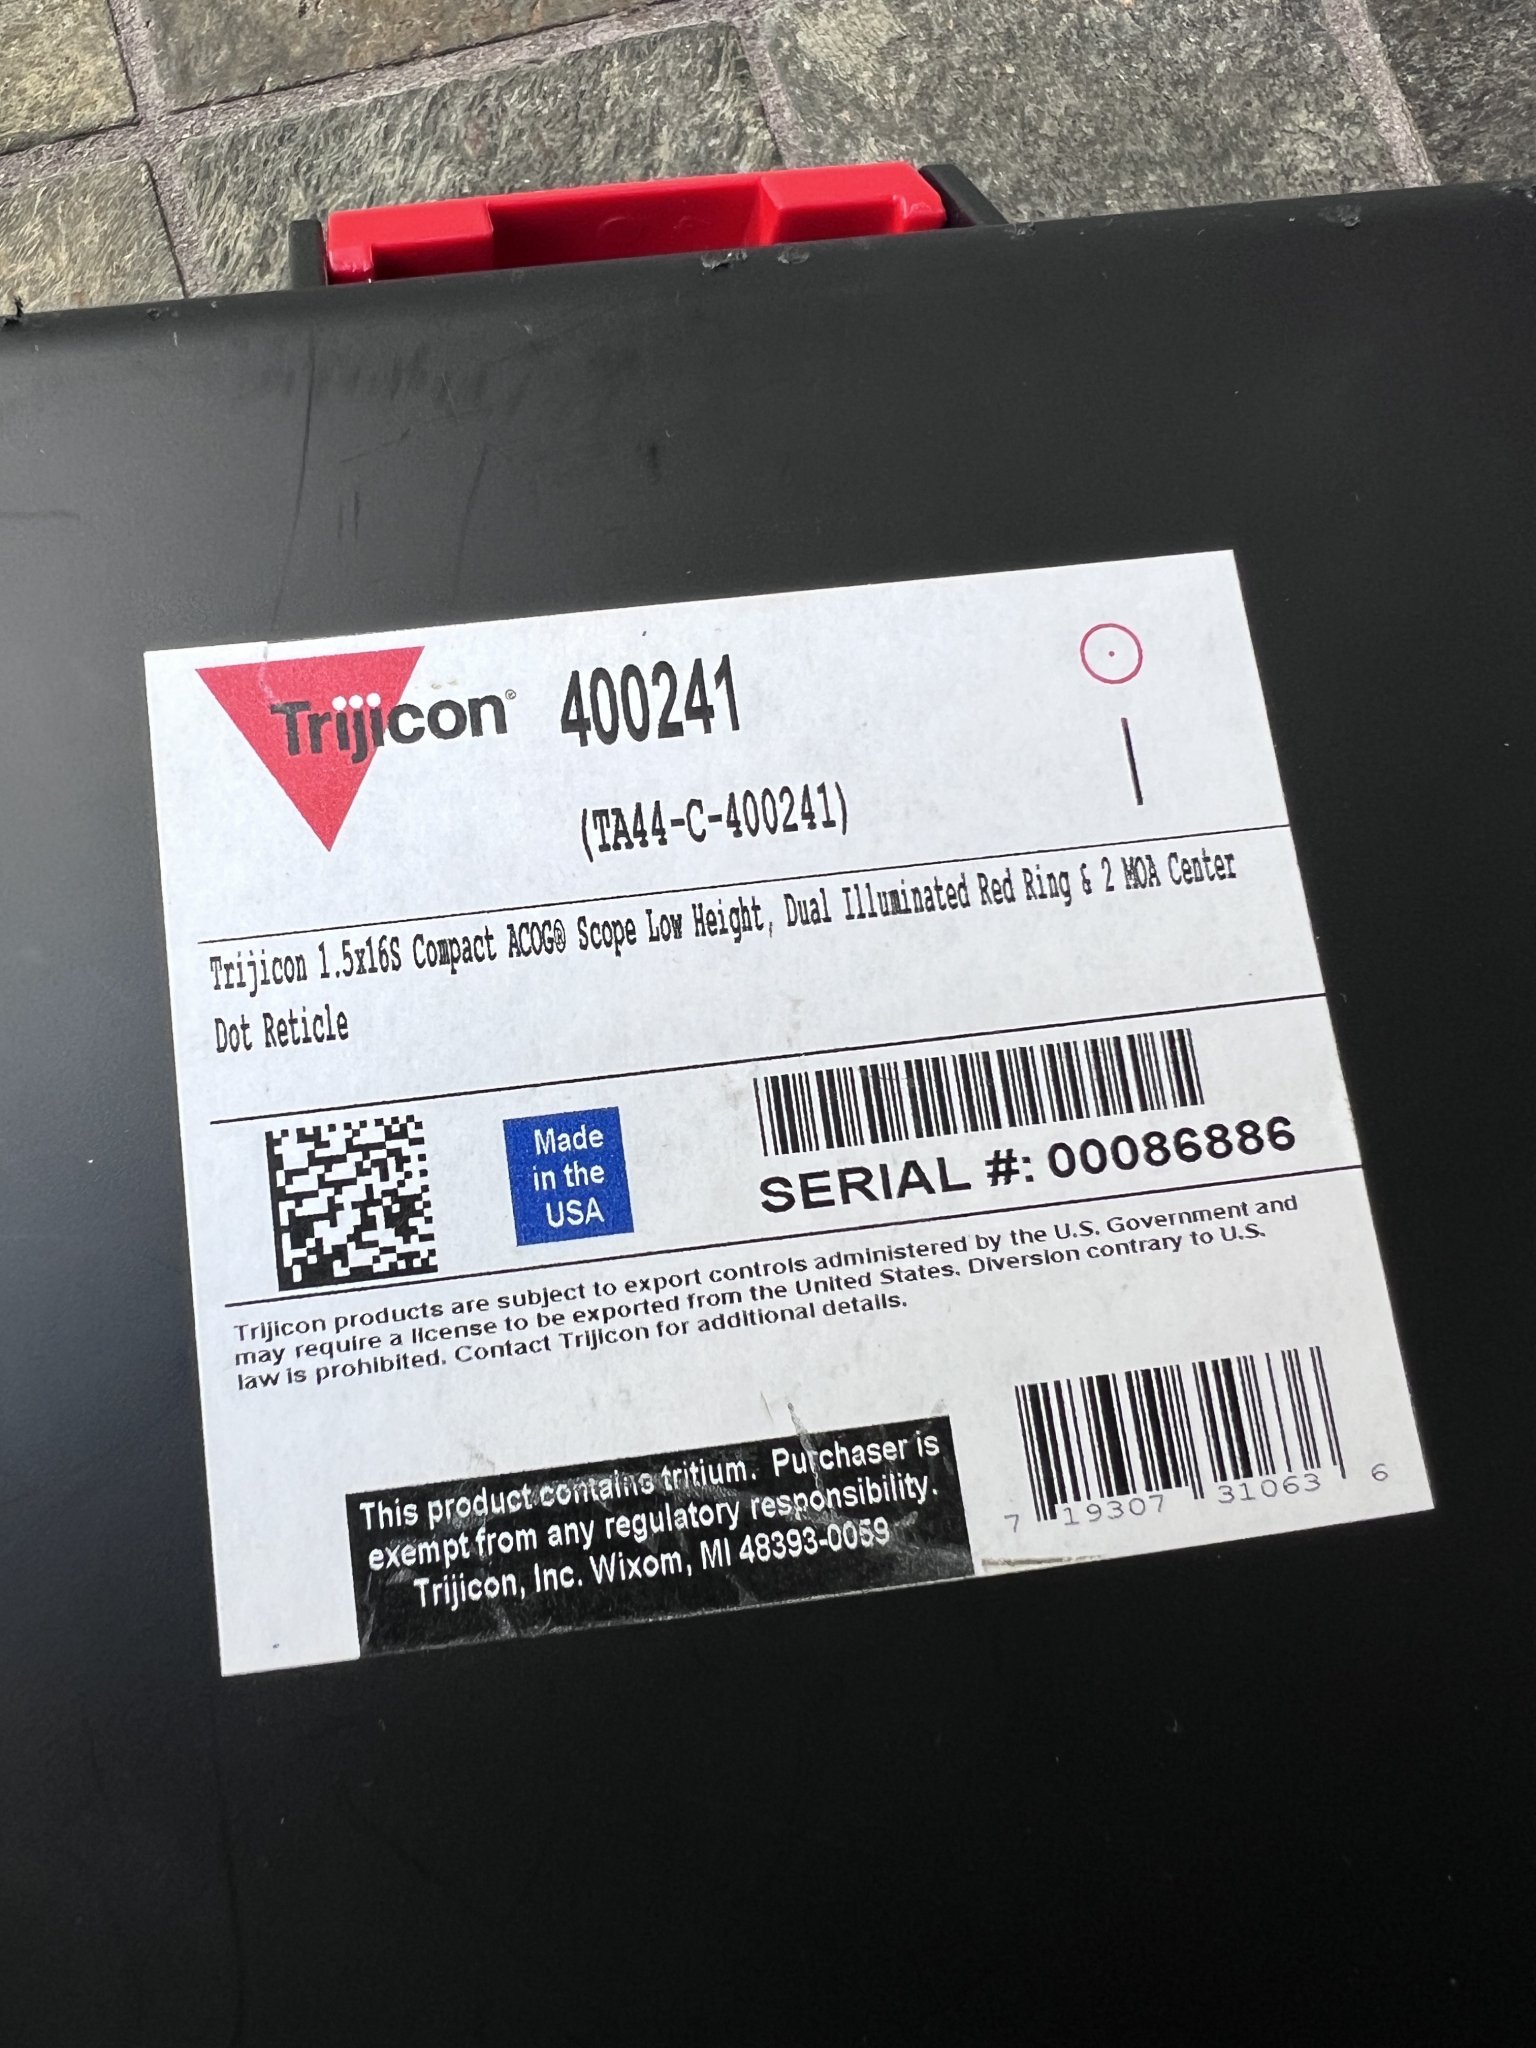 Trijicon® 400241
(TA44-C-400241)
Trijicon 1.5x16S Compact ACOG® Scope Low Height, Dual Illuminated Red Ring & 2 MOA Center
Dot Reticle
Made
in the
USA
SERIAL #: 00086886
Trijicon products are subject to export controls administered by the U.S. Government and
may require a license to be exported from the United States. Diversion contrary to U.S.
law is prohibited. Contact Trijicon for additional details.
This product contains tritium. Purchaser is
exempt from any regulatory responsibility.
Trijicon, Inc. Wixom, MI 48393-0059
7 19307 31063 6